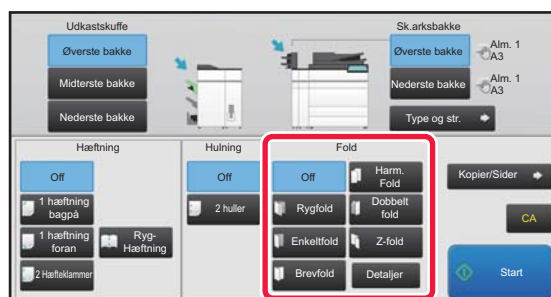 Udkastskuffe
Sk.arksbakke
Øverste bakke
Midterste bakke
Nederste bakke
Øverste bakke
Alm. 1
A3
Nederste bakke
Alm. 1
A3
Type og str.
Hæftning
Off
1 hæftning
bagpå
1 hæftning
foran
Ryg-
Hæftning
2 Hæfteklammer
Hulning
Off
2 huller
Fold
Off
Harm.
Fold
Rygfold
Dobbelt
fold
Enkeltfold
Z-fold
Brevfold
Detaljer
Kopier/Sider
CA
Start